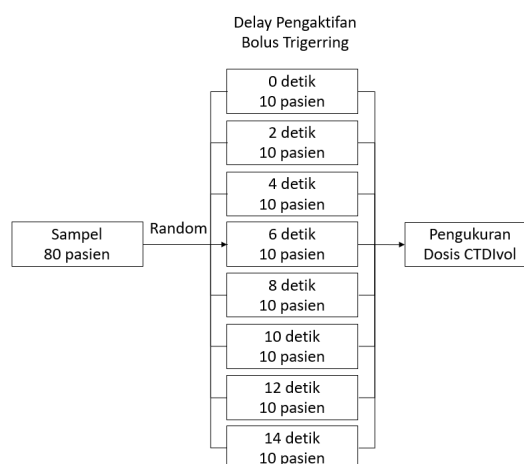 Delay Pengaktifan
Bolus Trigerring
0 detik
10 pasien
2 detik
10 pasien
4 detik
10 pasien
Sampel
80 pasien
Random
6 detik
10 pasien
Pengukuran
Dosis CTDIvol
8 detik
10 pasien
10 detik
10 pasien
12 detik
10 pasien
14 detik
10 pasien